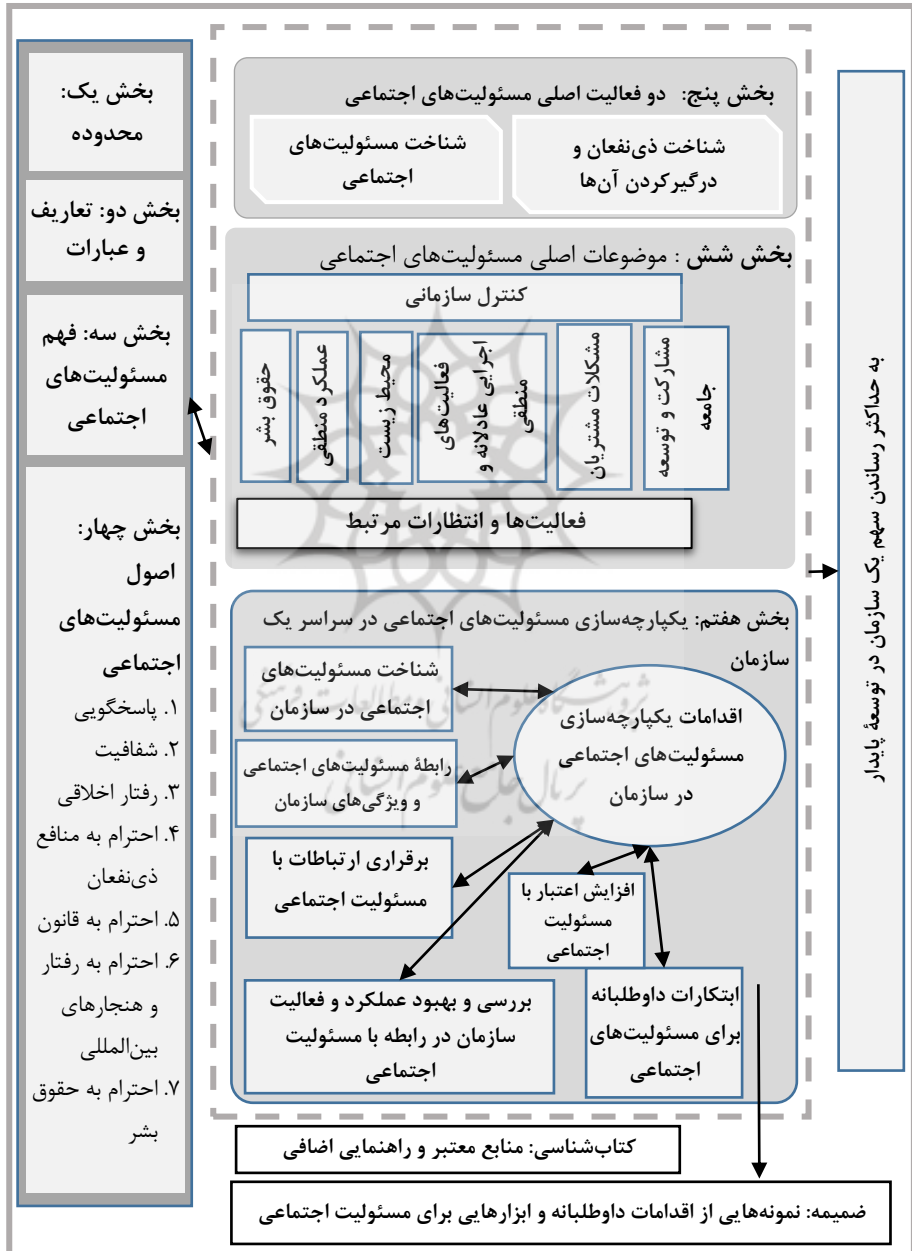 بخش یک:
محدوده
بخش دو: تعاریف
و عبارات
بخش سه: فهم
مسئولیت‌های
اجتماعی
بخش چهار:
اصول
مسئولیت‌های
اجتماعی
۱. پاسخگویی
۲. شفافیت
۳. رفتار اخلاقی
۴. احترام به منافع
ذی‌نفعان
۵. احترام به قانون
۶. احترام به رفتار
و هنجارهای
بین‌المللی
۷. احترام به حقوق
بشر
بخش پنج: دو فعالیت اصلی مسئولیت‌های اجتماعی
شناخت ذی‌نفعان و
درگیرکردن آن‌ها
شناخت مسئولیت‌های
اجتماعی
بخش شش : موضوعات اصلی مسئولیت‌های اجتماعی
کنترل سازمانی
حقوق بشر
عملکرد منطقی
محیط زیست
فعالیت‌های
اجرایی عادلانه و
منطقی
مشکلات مشتریان
مشارکت و توسعه
جامعه
فعالیت‌ها و انتظارات مرتبط
بخش هفتم: یکپارچه‌سازی مسئولیت‌های اجتماعی در سراسر یک
سازمان
شناخت مسئولیت‌های
اجتماعی در سازمان
اقدامات یکپارچه‌سازی
مسئولیت‌های اجتماعی
در سازمان
رابطهٔ مسئولیت‌های اجتماعی
و ویژگی‌های سازمان
برقراری ارتباطات با
مسئولیت اجتماعی
افزایش اعتبار با
مسئولیت
اجتماعی
بررسی و بهبود عملکرد و فعالیت
سازمان در رابطه با مسئولیت
اجتماعی
ابتکارات داوطلبانه
برای مسئولیت‌های
اجتماعی
به حداکثر رساندن سهم یک سازمان در توسعهٔ پایدار
کتاب‌شناسی: منابع معتبر و راهنمایی اضافی
ضمیمه: نمونه‌هایی از اقدامات داوطلبانه و ابزارهایی برای مسئولیت اجتماعی
پژوهشگاه علوم انسانی و مطالعات فرهنگی
پرتال جامع علوم انسانی